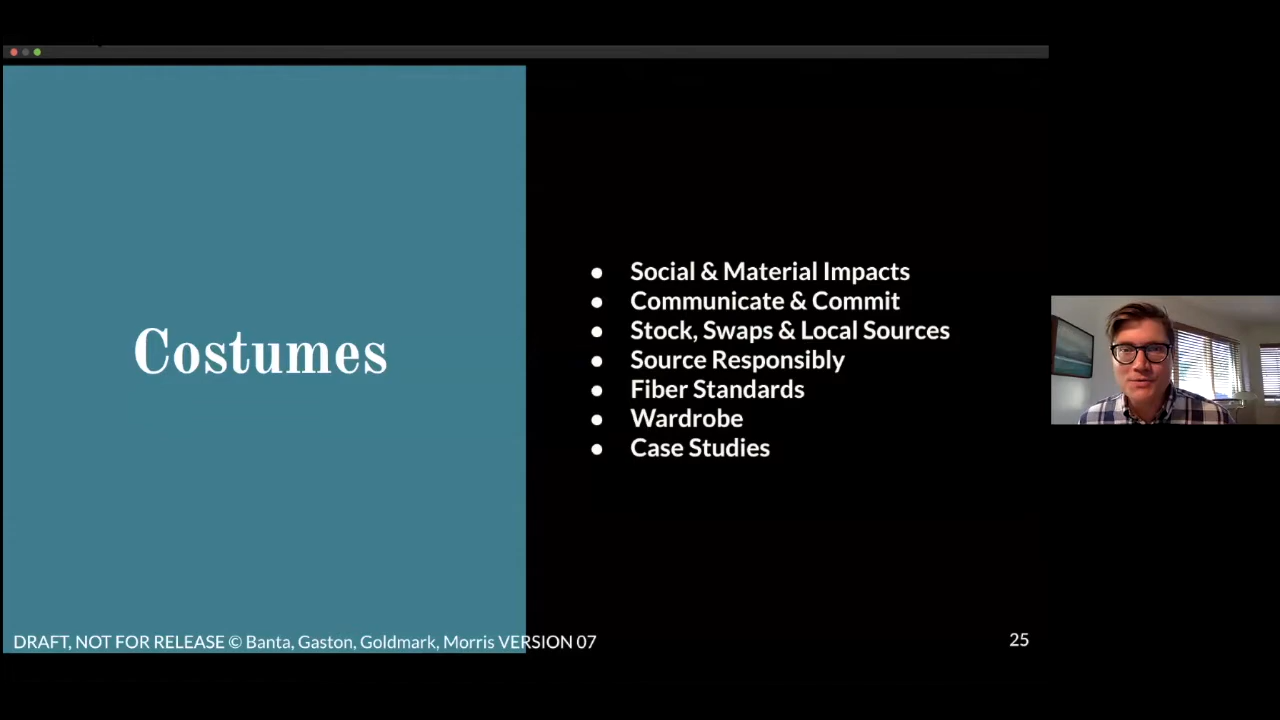 Costumes
● Social & Material Impacts
● Communicate & Commit
● Stock, Swaps & Local Sources
● Source Responsibly
● Fiber Standards
● Wardrobe
● Case Studies
DRAFT, NOT FOR RELEASE © Banta, Gaston, Goldmark, Morris VERSION 07
25